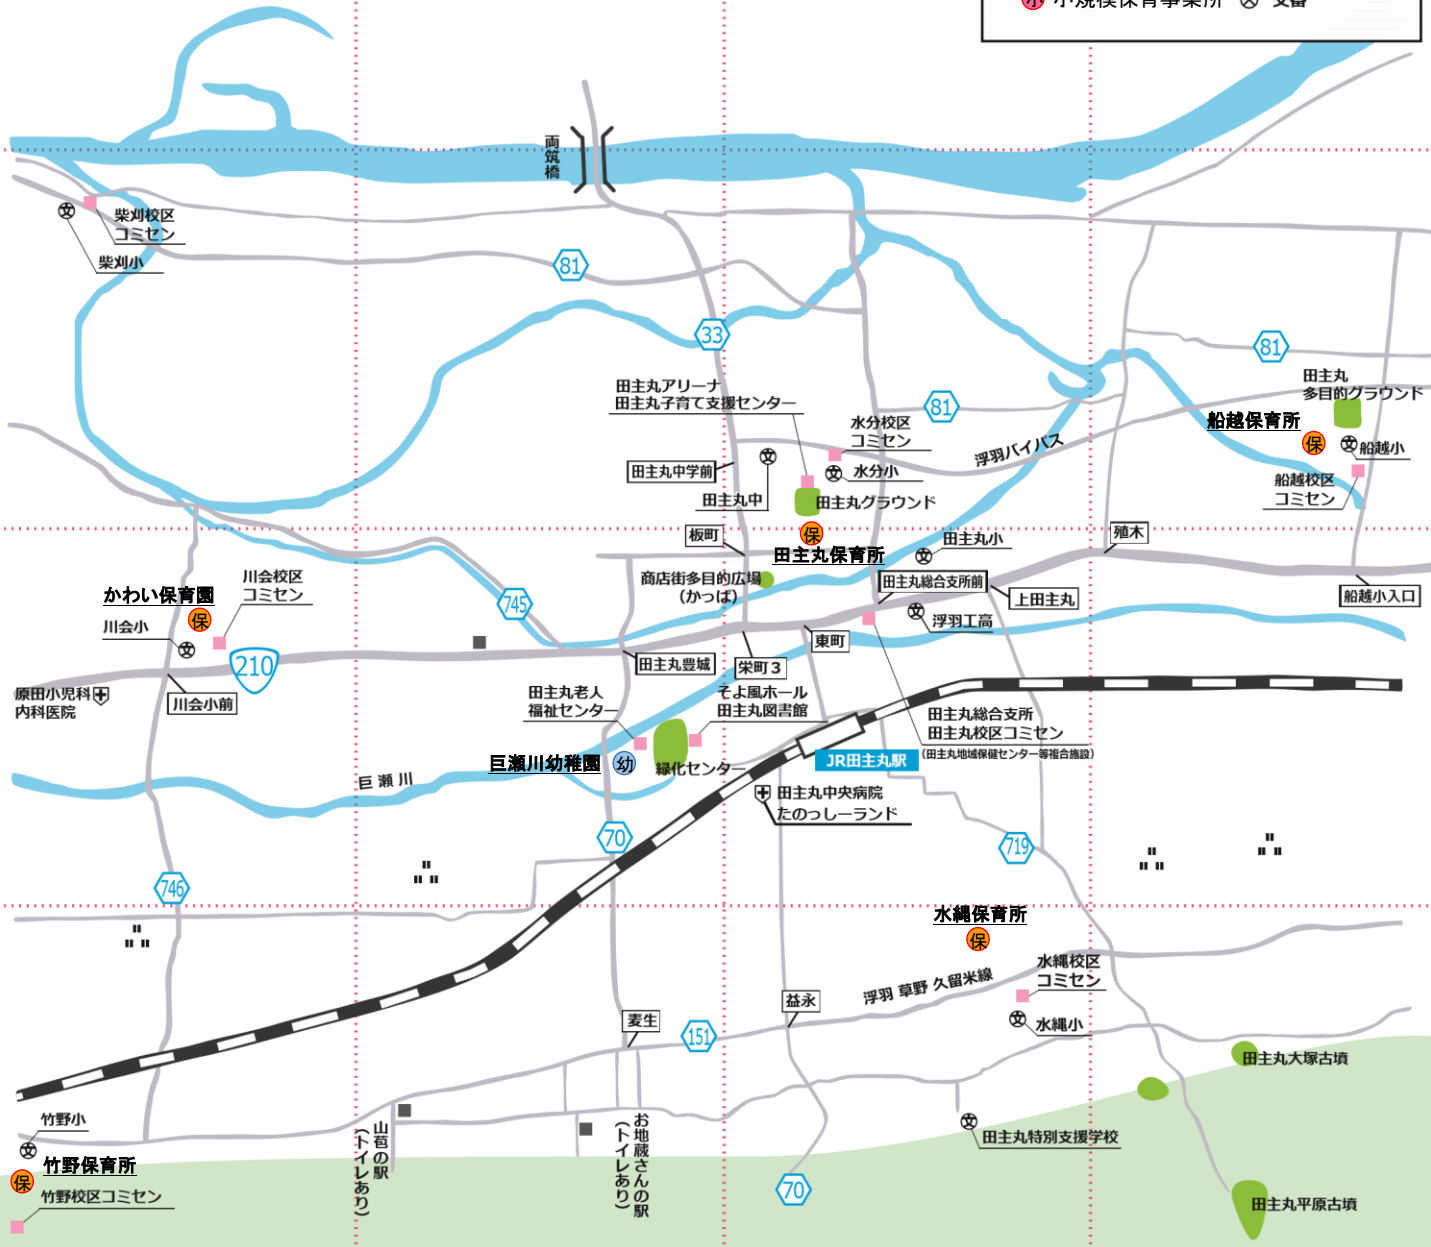 小規模保育事業所
交番
両筑橋
文
柴刈校区
コミセン
柴刈小
81
33
81
田主丸
多目的グラウンド
田主丸アリーナ
田主丸子育て支援センター
81
水分校区
コミセン
船越保育所
保
文
船越小
浮羽バイパス
田主丸中学前
文
文
水分小
船越校区
コミセン
田主丸中
田主丸グラウンド
板町
保
田主丸保育所
文
田主丸小
殖木
商店街多目的広場
（かっぱ）
田主丸総合支所前
川会校区
コミセン
かわい保育園
保
745
上田主丸
船越小入口
文
浮羽工高
川会小
文
東町
210
田主丸豊城
栄町３
原田小児科
内科医院
川会小前
田主丸老人
福祉センター
そよ風ホール
田主丸図書館
田主丸総合支所
田主丸校区コミセン
（田主丸地域保健センター等複合施設）
巨瀬川幼稚園
幼
緑化センター
JR田主丸駅
巨瀬川
田主丸中央病院
たのっしーランド
70
719
746
水縄保育所
保
水縄校区
コミセン
浮羽 草野 久留米線
益永
麦生
151
文
水縄小
田主丸大塚古墳
竹野小
文
山苞の駅
（トイレあり）
お地蔵さんの駅
（トイレあり）
文
田主丸特別支援学校
竹野保育所
保
竹野校区コミセン
70
田主丸平原古墳